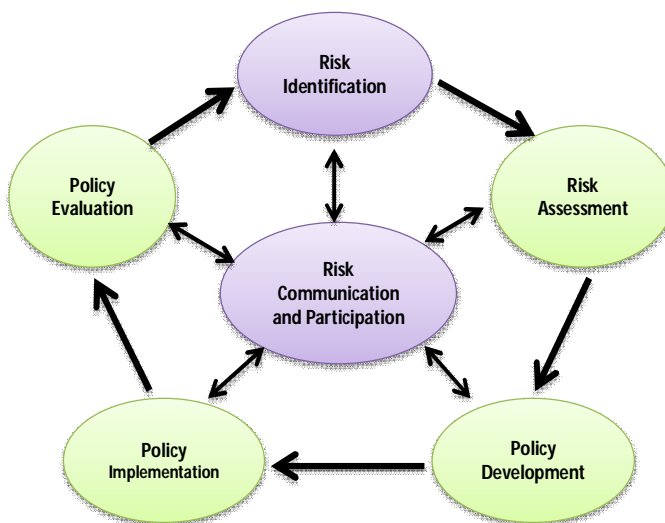 Risk
Identification
Policy
Evaluation
Risk
Assessment
Risk
Communication
and Participation
Policy
Implementation
Policy
Development